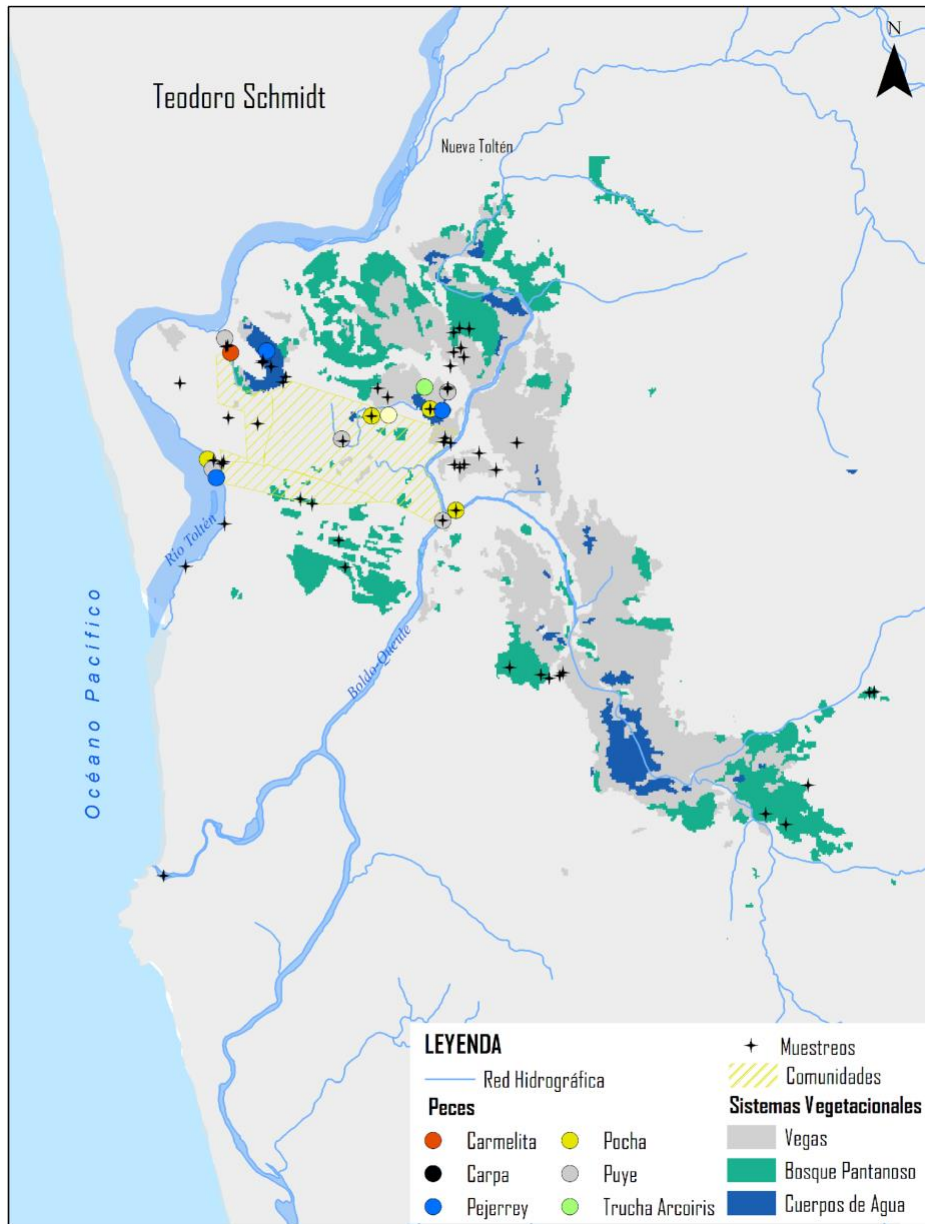 N
Teodoro Schmidt
Nueva Toltén
Río Toltén
Boldo-Queule
Océano Pacífico
LEYENDA
Red Hidrográfica
Peces
Carmelita
Carpa
Pejerrey
Pocha
Puye
Trucha Arcoiris
Muestreos
Comunidades
Sistemas Vegetacionales
Vegas
Bosque Pantanoso
Cuerpos de Agua